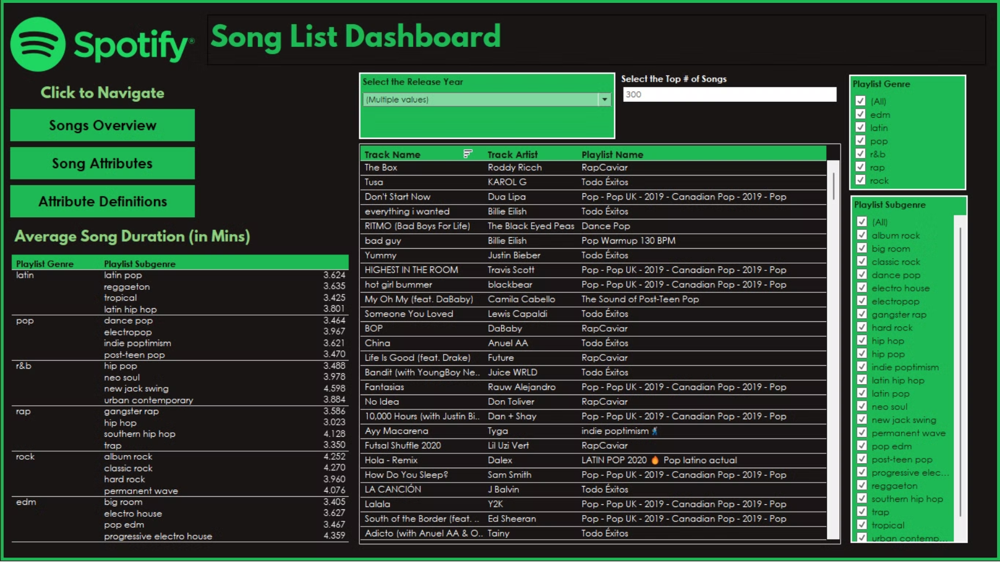 Spotify®
Song List Dashboard
Click to Navigate
Songs Overview
Song Attributes
Attribute Definitions
Average Song Duration (in Mins)
Playlist Genre Playlist Subgenre
latin latin pop 3.624
reggaeton 3.635
tropical 3.425
latin hip hop 3.801
pop dance pop 3.464
electropop 3.967
indie poptimism 3.621
post-teen pop 3.470
r&b hip pop 3.488
neo soul 3.978
new jack swing 4.598
urban contemporary 3.884
rap gangster rap 3.586
hip hop 3.023
southern hip hop 4.128
trap 3.350
rock album rock 4.252
classic rock 4.270
hard rock 3.960
permanent wave 4.076
edm big room 3.405
electro house 3.627
pop edm 3.467
progressive electro house 4.359
Select the Release Year
(Multiple values)
Select the Top # of Songs
300
Track Name Track Artist Playlist Name
The Box Roddy Ricch RapCaviar
Tusa KAROL G Todo Éxitos
Don't Start Now Dua Lipa Pop - Pop UK - 2019 - Canadian Pop - 2019 - Pop
everything i wanted Billie Eilish Todo Éxitos
RITMO (Bad Boys For Life) The Black Eyed Peas Dance Pop
bad guy Billie Eilish Pop Warmup 130 BPM
Yummy Justin Bieber Todo Éxitos
HIGHEST IN THE ROOM Travis Scott Pop - Pop UK - 2019 - Canadian Pop - 2019 - Pop
hot girl bummer blackbear Pop - Pop UK - 2019 - Canadian Pop - 2019 - Pop
My Oh My (feat. DaBaby) Camila Cabello The Sound of Post-Teen Pop
Someone You Loved Lewis Capaldi Todo Éxitos
BOP DaBaby RapCaviar
China Anuel AA Todo Éxitos
Life Is Good (feat. Drake) Future RapCaviar
Bandit (with YoungBoy Ne.. Juice WRLD Todo Éxitos
Fantasias Rauw Alejandro Pop - Pop UK - 2019 - Canadian Pop - 2019 - Pop
No Idea Don Toliver RapCaviar
10,000 Hours (with Justin Bi.. Dan + Shay Pop - Pop UK - 2019 - Canadian Pop - 2019 - Pop
Ayy Macarena Tyga indie poptimism
Futsal Shuffle 2020 Lil Uzi Vert RapCaviar
Hola - Remix Dalex LATIN POP 2020 🔥 Pop latino actual
How Do You Sleep? Sam Smith Pop - Pop UK - 2019 - Canadian Pop - 2019 - Pop
LA CANCIÓN J Balvin Todo Éxitos
Lalala Y2K Pop - Pop UK - 2019 - Canadian Pop - 2019 - Pop
South of the Border (feat. .. Ed Sheeran Pop - Pop UK - 2019 - Canadian Pop - 2019 - Pop
Adicto (with Anuel AA & O.. Tainy Todo Éxitos
Playlist Genre
(All)
edm
latin
pop
r&b
rap
rock
Playlist Subgenre
(All)
album rock
big room
classic rock
dance pop
electro house
electropop
gangster rap
hard rock
hip hop
hip pop
indie poptimism
latin hip hop
latin pop
neo soul
new jack swing
permanent wave
pop edm
post-teen pop
progressive elec...
reggaeton
southern hip hop
trap
tropical
urban contemp...